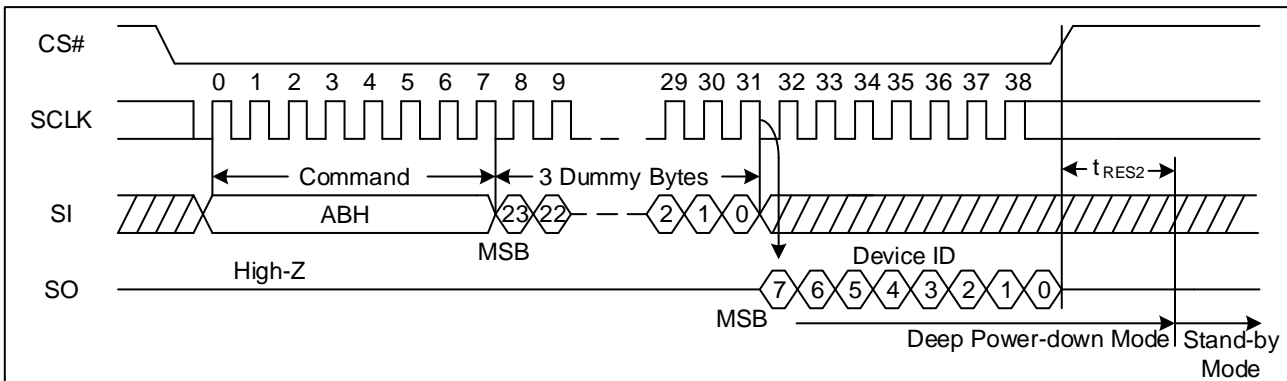 CS#
0 1 2 3 4 5 6 7 8 9 29 30 31 32 33 34 35 36 37 38
SCLK
Command 3 Dummy Bytes tRES2
SI ABH 23 22 2 1 0
MSB
High-Z Device ID
SO 7 6 5 4 3 2 1 0
MSB
Deep Power-down Mode Stand-by
Mode